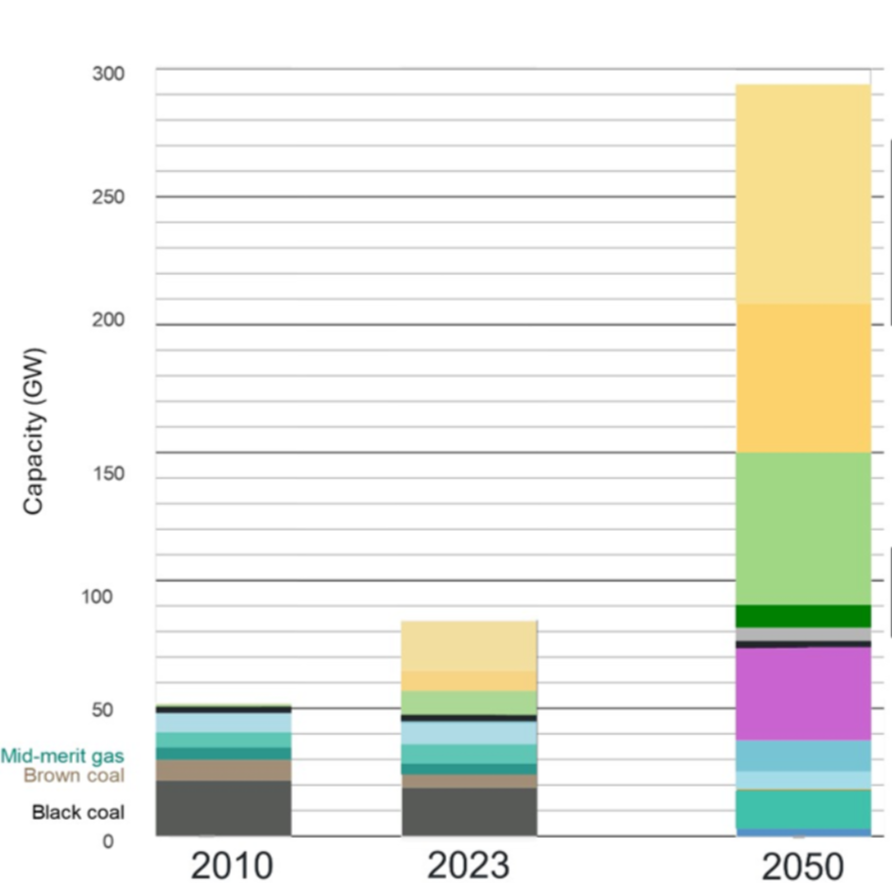 300
250
200
150
100
50
0
Capacity (GW)
Mid-merit gas
Brown coal
Black coal
2010
2023
2050